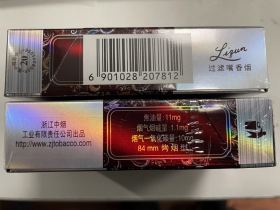 20
Liqun
过滤嘴香烟
6 901028 207812
浙江中烟
工业有限责任公司出品
http://www.zjtobacco.com
焦油量：11mg
烟气烟碱量：1.1mg
烟气一氧化碳量：10mg
84mm 烤烟型